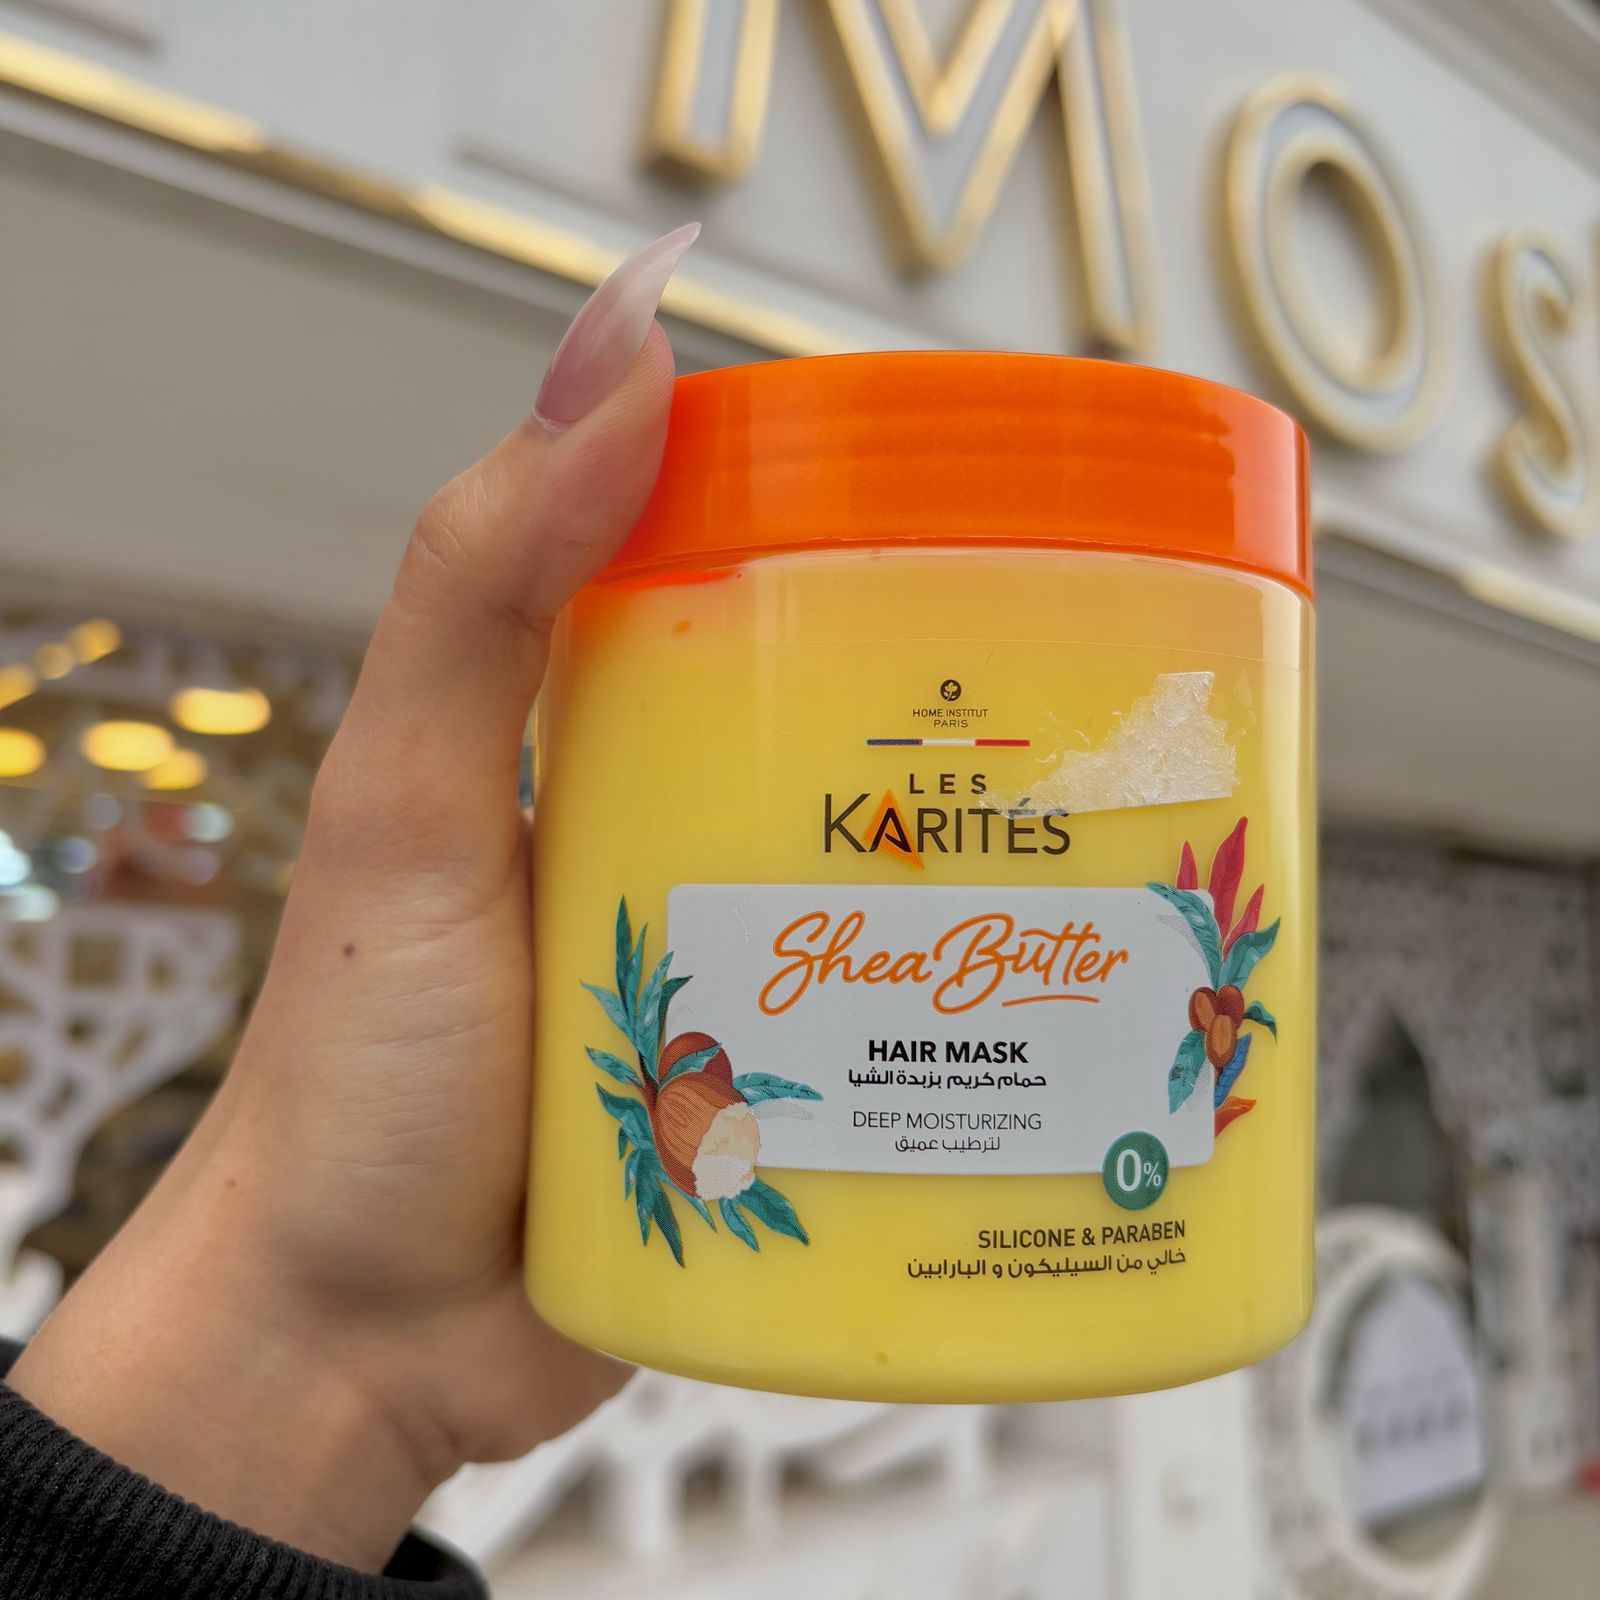 Mos
HOME INSTITUT
PARIS
LES
KARITÉS
Shea Butter
HAIR MASK
حمام كريم بزبدة الشيا
DEEP MOISTURIZING
لترطيب عميق
0%
SILICONE & PARABEN
خالي من السيليكون و البارابين